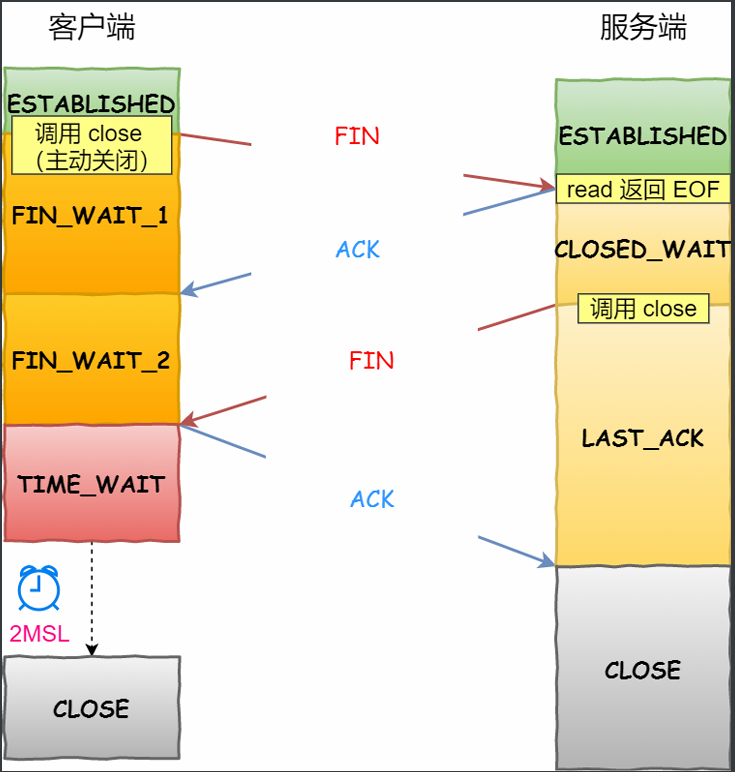 客户端
服务端
ESTABLISHED
调用 close
（主动关闭）
FIN
ESTABLISHED
read 返回 EOF
FIN_WAIT_1
ACK
CLOSED_WAIT
调用 close
FIN_WAIT_2
FIN
LAST_ACK
TIME_WAIT
ACK
2MSL
CLOSE
CLOSE